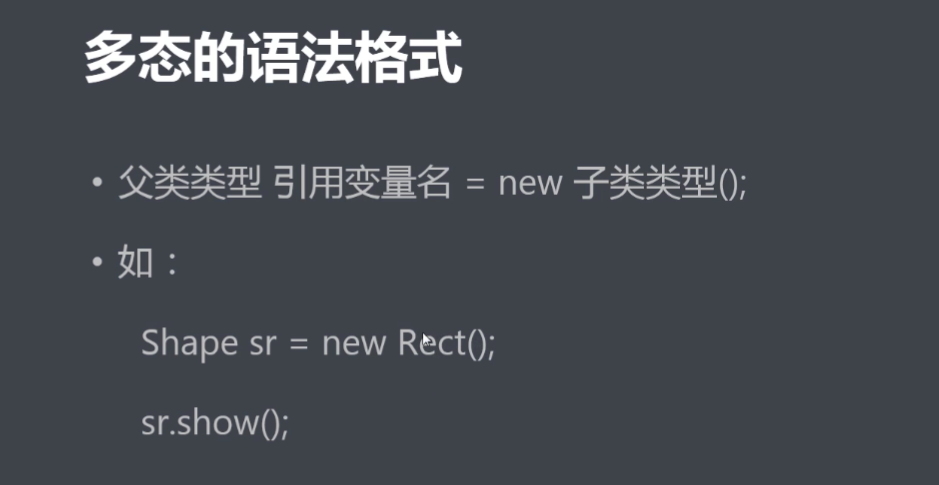 多态的语法格式
• 父类类型 引用变量名 = new 子类类型();
• 如：
Shape sr = new Rect();
sr.show();